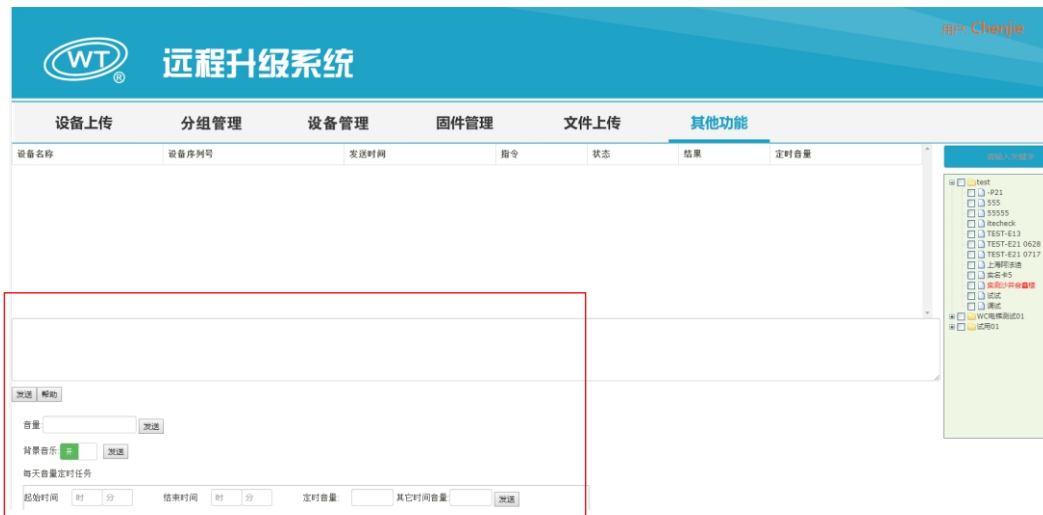 用户: Chenjie
WT
®
远程升级系统
设备上传 分组管理 设备管理 固件管理 文件上传 其他功能
设备名称 设备序列号 发送时间 指令 状态 结果 定时音量
请输入关键字
test
-P21
555
55555
itecheck
TEST-E13
TEST-E21 0628
TEST-E21 0717
上海阿法迪
实名卡5
试试
调试
WC电梯测试01
试用01
发送 帮助
音量: 发送
背景音乐: 开 发送
每天音量定时任务
起始时间 时 分 结束时间 时 分 定时音量: 其它时间音量: 发送